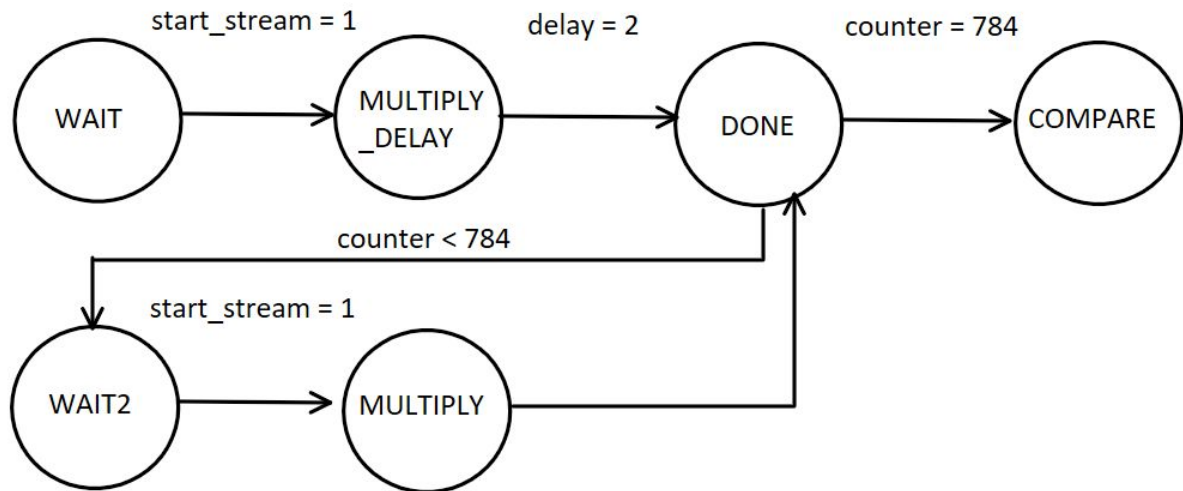 start_stream = 1
delay = 2
counter = 784
WAIT
MULTIPLY
_DELAY
DONE
COMPARE
counter < 784
start_stream = 1
WAIT2
MULTIPLY